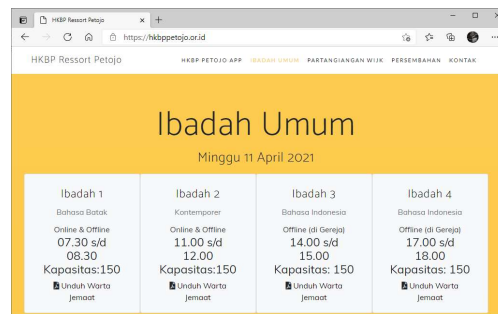 HKBP Ressort Petojo
https://hkbppetojo.or.id
HKBP Ressort Petojo
HKBP PETOJO APP IBADAH UMUM PARTANGIANGAN WIJK PERSEMBAHAN KONTAK
Ibadah Umum
Minggu 11 April 2021
Ibadah 1
Bahasa Batak
Online & Offline
07.30 s/d
08.30
Kapasitas:150
Unduh Warta
Jemaat
Ibadah 2
Kontemporer
Online & Offline
11.00 s/d
12.00
Kapasitas:150
Unduh Warta
Jemaat
Ibadah 3
Bahasa Indonesia
Offline (di Gereja)
14.00 s/d
15.00
Kapasitas: 150
Unduh Warta
Jemaat
Ibadah 4
Bahasa Indonesia
Offline (di Gereja)
17.00 s/d
18.00
Kapasitas: 150
Unduh Warta
Jemaat